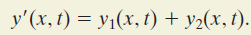 y′(x, t) = y₁(x, t) + y₂(x, t).